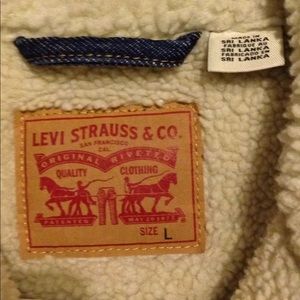 MADE IN
SRI LANKA
FABRIQUÉ AU
SRI LANKA
FABRICADO EN
SRI LANKA
LEVI STRAUSS & CO.
SAN FRANCISCO
CAL.
ORIGINAL RIVETED
QUALITY CLOTHING
PATENTED MAY 20 1873
SIZE L